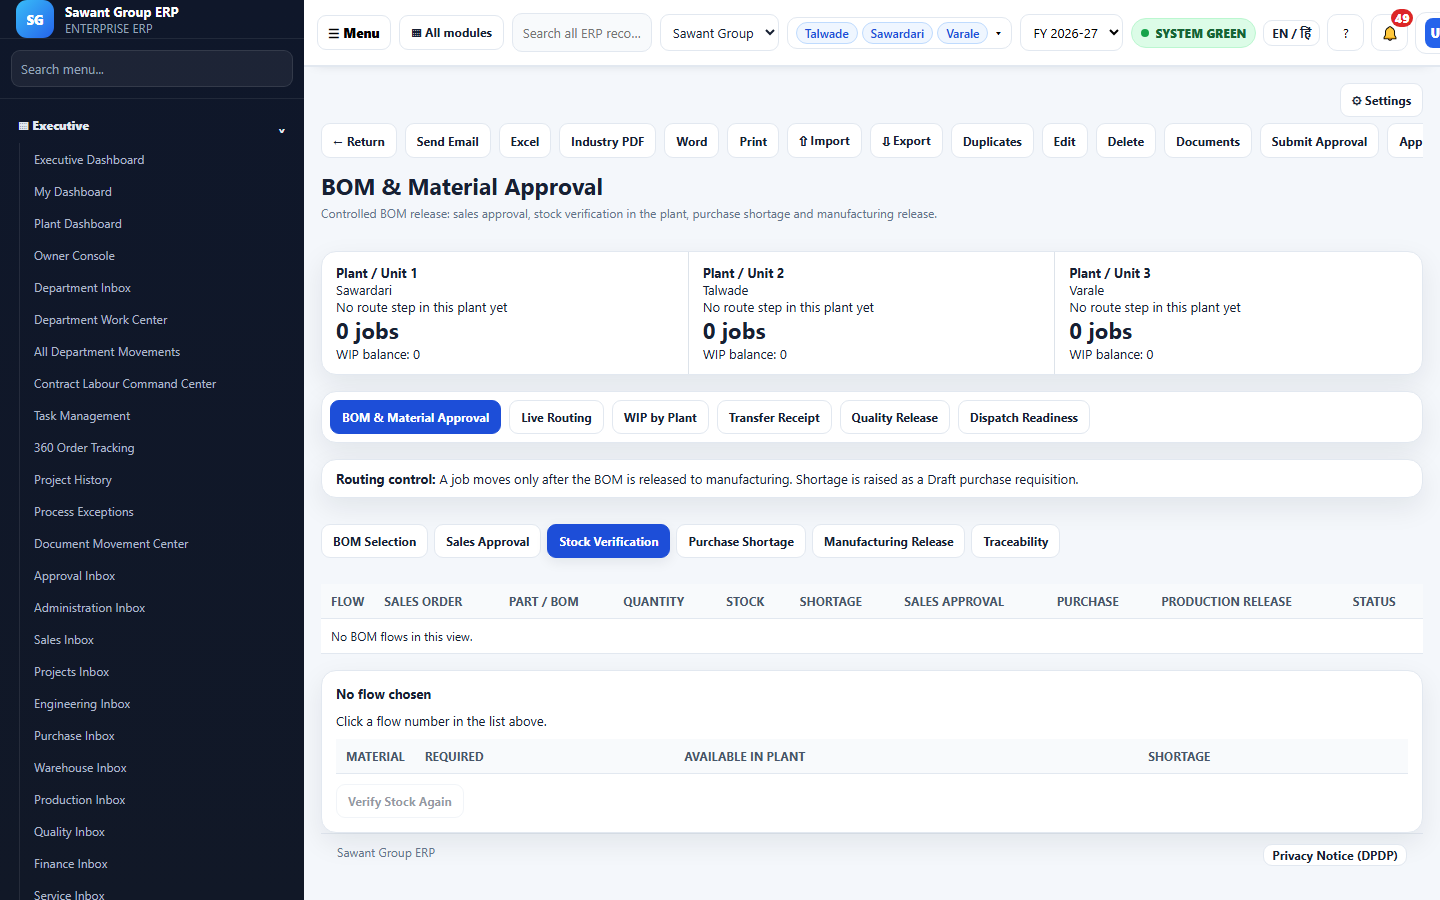 SG
Sawant Group ERP
ENTERPRISE ERP
Search menu...
Executive
Executive Dashboard
My Dashboard
Plant Dashboard
Owner Console
Department Inbox
Department Work Center
All Department Movements
Contract Labour Command Center
Task Management
360 Order Tracking
Project History
Process Exceptions
Document Movement Center
Approval Inbox
Administration Inbox
Sales Inbox
Projects Inbox
Engineering Inbox
Purchase Inbox
Warehouse Inbox
Production Inbox
Quality Inbox
Finance Inbox
Service Inbox
☰ Menu
All modules
Search all ERP reco...
Sawant Group
Talwade
Sawardari
Varale
FY 2026-27
SYSTEM GREEN
EN / हिं
?
49
U
⚙ Settings
← Return
Send Email
Excel
Industry PDF
Word
Print
⇧ Import
⇩ Export
Duplicates
Edit
Delete
Documents
Submit Approval
App
BOM & Material Approval
Controlled BOM release: sales approval, stock verification in the plant, purchase shortage and manufacturing release.
Plant / Unit 1
Sawardari
No route step in this plant yet
0 jobs
WIP balance: 0
Plant / Unit 2
Talwade
No route step in this plant yet
0 jobs
WIP balance: 0
Plant / Unit 3
Varale
No route step in this plant yet
0 jobs
WIP balance: 0
BOM & Material Approval
Live Routing
WIP by Plant
Transfer Receipt
Quality Release
Dispatch Readiness
Routing control: A job moves only after the BOM is released to manufacturing. Shortage is raised as a Draft purchase requisition.
BOM Selection
Sales Approval
Stock Verification
Purchase Shortage
Manufacturing Release
Traceability
FLOW SALES ORDER PART / BOM QUANTITY STOCK SHORTAGE SALES APPROVAL PURCHASE PRODUCTION RELEASE STATUS
No BOM flows in this view.
No flow chosen
Click a flow number in the list above.
MATERIAL REQUIRED AVAILABLE IN PLANT SHORTAGE
Verify Stock Again
Sawant Group ERP
Privacy Notice (DPDP)